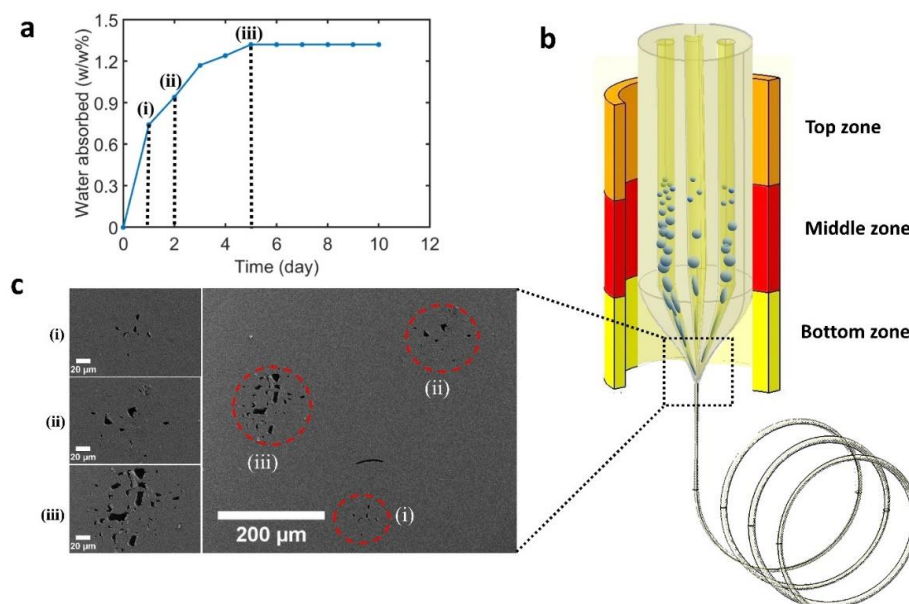 a
1.5
1.2
0.9
0.6
0.3
0
Water absorbed (w/w%)
(i)
(ii)
(iii)
0
2
4
6
8
10
12
Time (day)
b
Top zone
Middle zone
Bottom zone
c
(i)
20 µm
(ii)
20 µm
(iii)
20 µm
(ii)
(iii)
(i)
200 µm